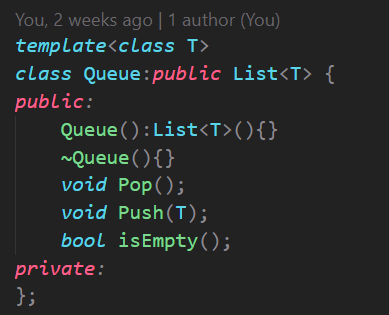 You, 2 weeks ago | 1 author (You)
template<class T>
class Queue:public List<T> {
public:
    Queue():List<T>(){}
    ~Queue(){}
    void Pop();
    void Push(T);
    bool isEmpty();
private:
};